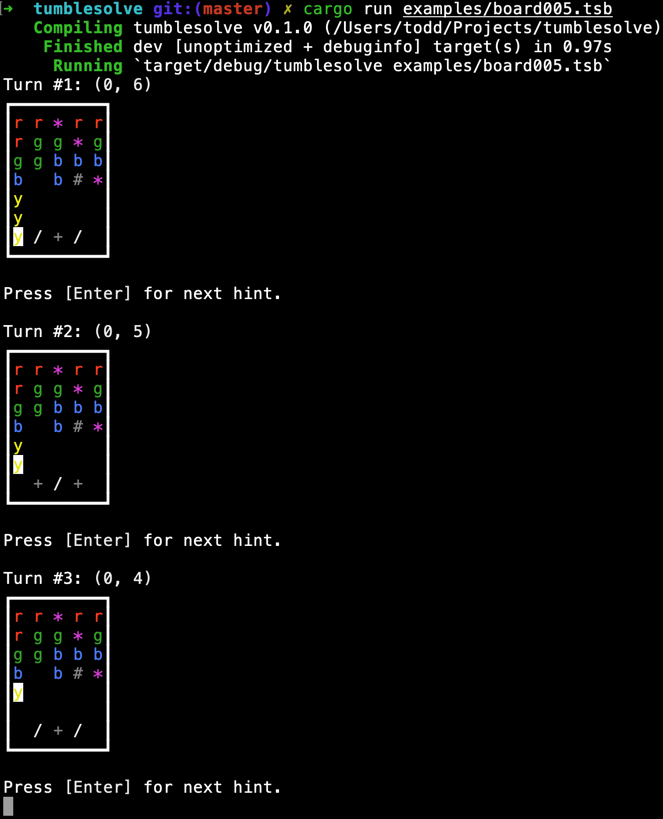 ➜  tumblesolve git:(master) ✗ cargo run examples/board005.tsb
   Compiling tumblesolve v0.1.0 (/Users/todd/Projects/tumblesolve)
    Finished dev [unoptimized + debuginfo] target(s) in 0.97s
     Running `target/debug/tumblesolve examples/board005.tsb`
Turn #1: (0, 6)
r r * r r
r g g * g
g g b b b
b   b # *
y
y
y / + /
Press [Enter] for next hint.
Turn #2: (0, 5)
r r * r r
r g g * g
g g b b b
b   b # *
y
y
  + / +
Press [Enter] for next hint.
Turn #3: (0, 4)
r r * r r
r g g * g
g g b b b
b   b # *
y
  / + /
Press [Enter] for next hint.